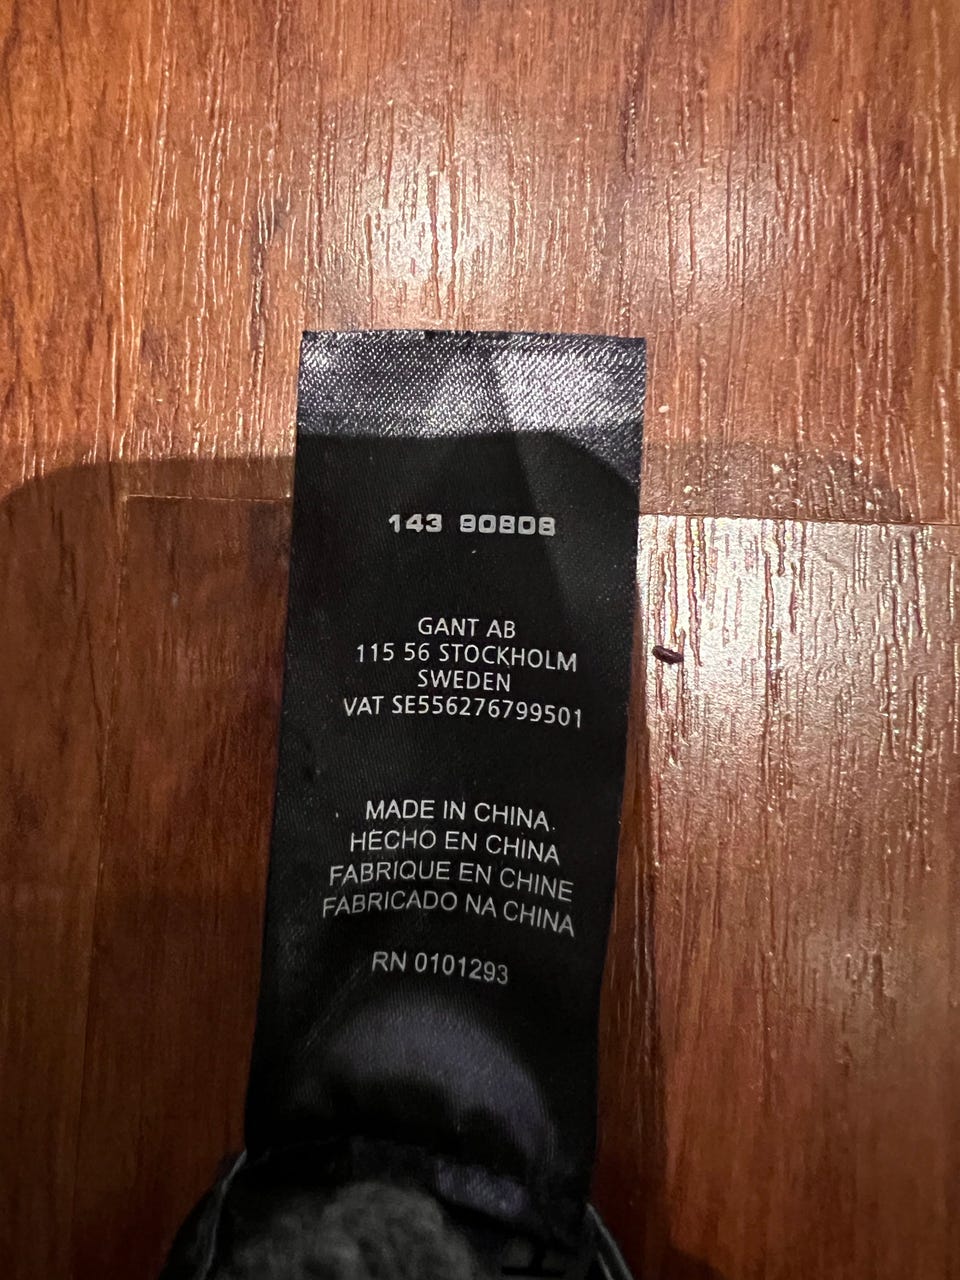 143 90808
GANT AB
115 56 STOCKHOLM
SWEDEN
VAT SE556276799501
MADE IN CHINA.
HECHO EN CHINA
FABRIQUE EN CHINE
FABRICADO NA CHINA
RN 0101293